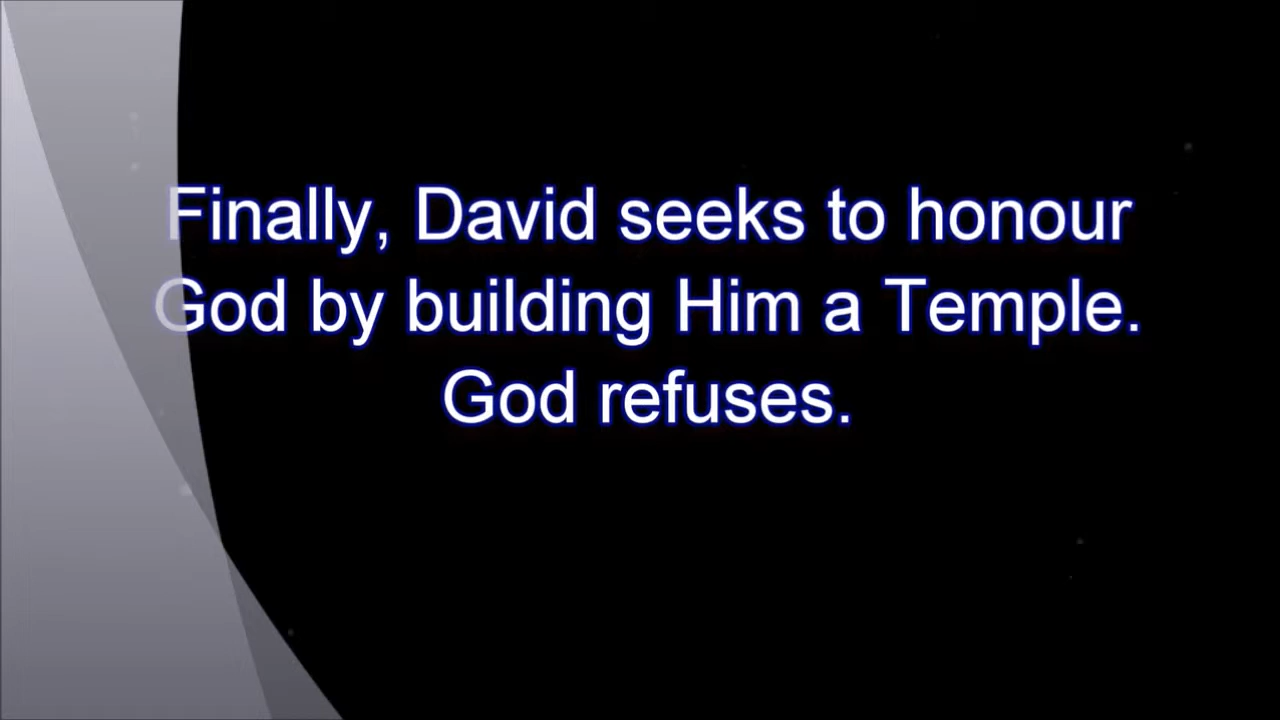 Finally, David seeks to honour
God by building Him a Temple.
God refuses.